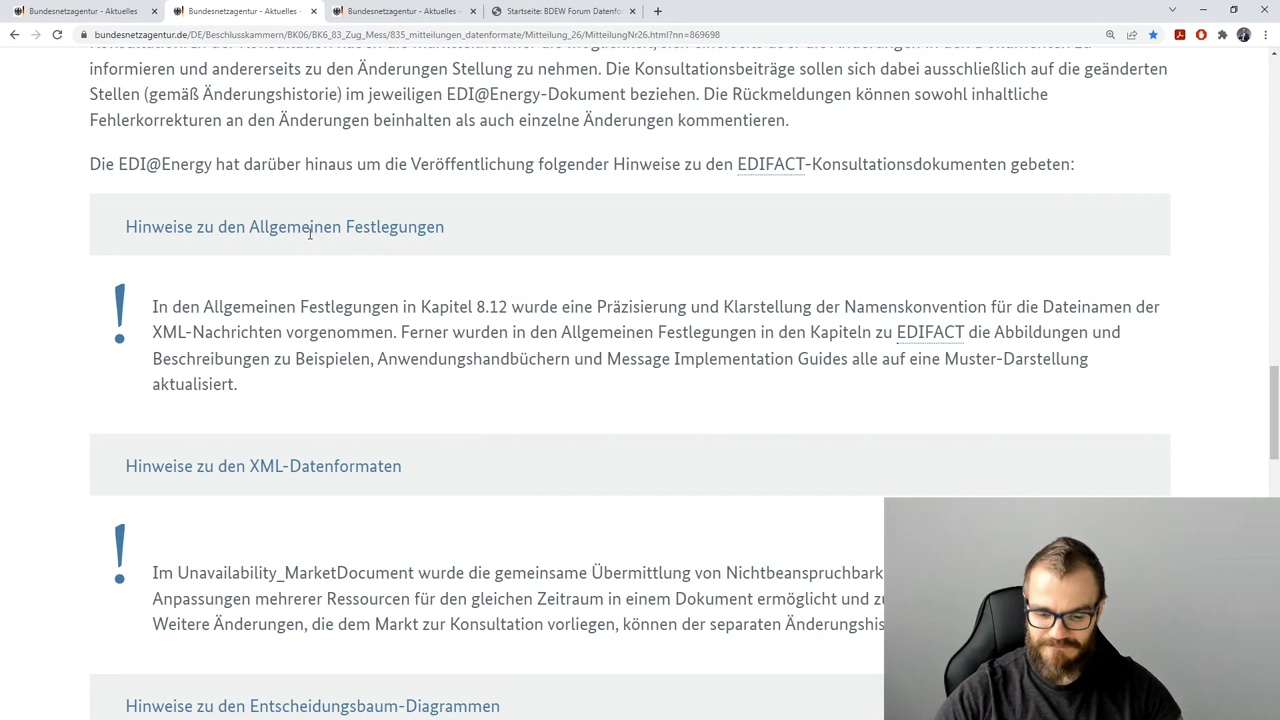 Bundesnetzagentur - Aktuelles
Bundesnetzagentur - Aktuelles
Bundesnetzagentur - Aktuelles
Startseite: BDEW Forum Datenfo
bundesnetzagentur.de/DE/Beschlusskammern/BK06/BK6_83_Zug_Mess/835_mitteilungen_datenformate/Mitteilung_26/MitteilungNr26.html?nn=869698
informieren und andererseits zu den Änderungen Stellung zu nehmen. Die Konsultationsbeiträge sollen sich dabei ausschließlich auf die geänderten
Stellen (gemäß Änderungshistorie) im jeweiligen EDI@Energy-Dokument beziehen. Die Rückmeldungen können sowohl inhaltliche
Fehlerkorrekturen an den Änderungen beinhalten als auch einzelne Änderungen kommentieren.
Die EDI@Energy hat darüber hinaus um die Veröffentlichung folgender Hinweise zu den EDIFACT-Konsultationsdokumenten gebeten:
Hinweise zu den Allgemeinen Festlegungen
! In den Allgemeinen Festlegungen in Kapitel 8.12 wurde eine Präzisierung und Klarstellung der Namenskonvention für die Dateinamen der
XML-Nachrichten vorgenommen. Ferner wurden in den Allgemeinen Festlegungen in den Kapiteln zu EDIFACT die Abbildungen und
Beschreibungen zu Beispielen, Anwendungshandbüchern und Message Implementation Guides alle auf eine Muster-Darstellung
aktualisiert.
Hinweise zu den XML-Datenformaten
! Im Unavailability_MarketDocument wurde die gemeinsame Übermittlung von Nichtbeanspruchbark
Anpassungen mehrerer Ressourcen für den gleichen Zeitraum in einem Dokument ermöglicht und
Weitere Änderungen, die dem Markt zur Konsultation vorliegen, können der separaten Änderungshis
Hinweise zu den Entscheidungsbaum-Diagrammen